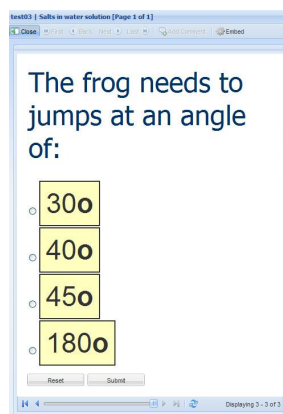 test03 | Salts in water solution [Page 1 of 1]
Close First Back Next Last Add Comment Embed
The frog needs to
jumps at an angle
of:
30o
40o
45o
180o
Reset Submit
Displaying 3 - 3 of 3